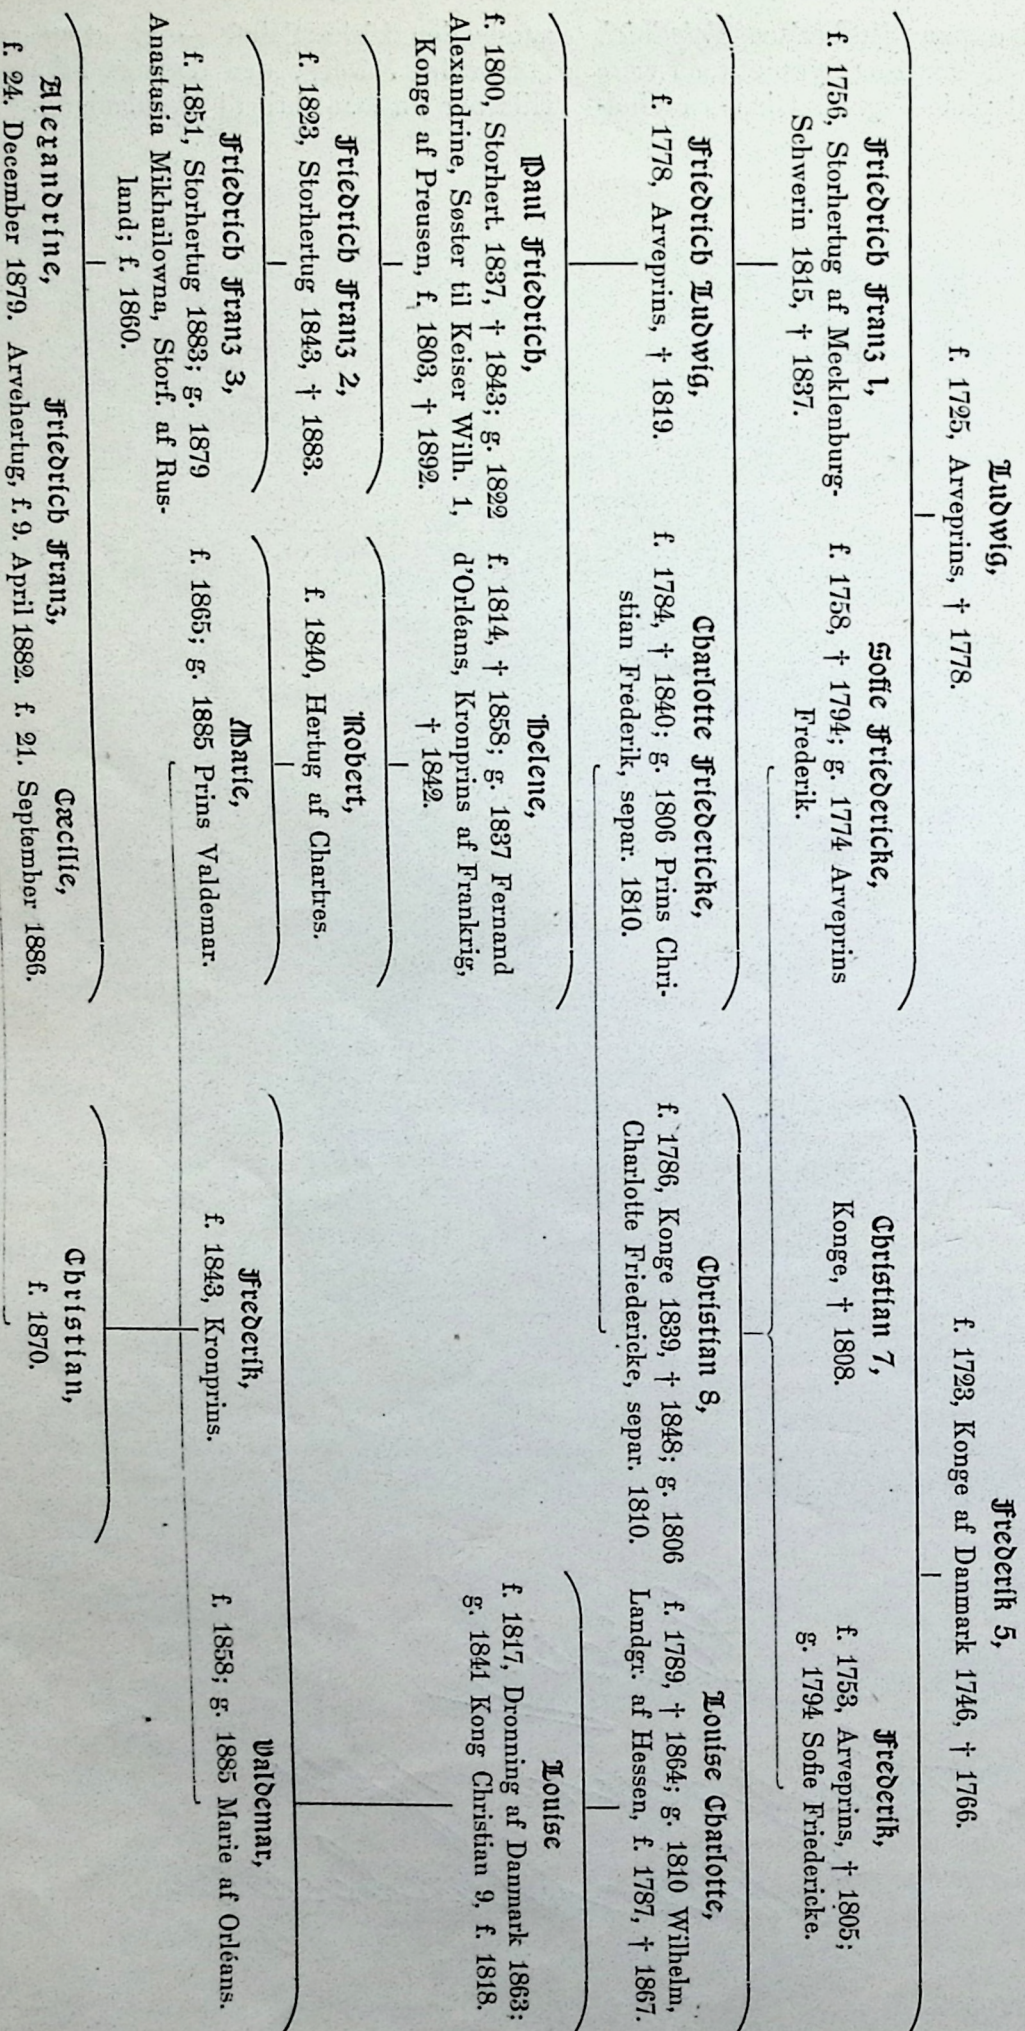 Ludwig,
f. 1725, Arveprins, † 1778.
Frederik 5,
f. 1723, Konge af Danmark 1746, † 1766.
Friedrich Franz 1,
f. 1756, Storhertug af Mecklenburg-
Schwerin 1815, † 1837.
Sofie Friedericke,
f. 1758, † 1794; g. 1774 Arveprins
Frederik.
Christian 7,
Konge, † 1808.
Frederik,
f. 1753, Arveprins, † 1805;
g. 1794 Sofie Friedericke.
Friedrich Ludwig,
f. 1778, Arveprins, † 1819.
Charlotte Friedericke,
f. 1784, † 1840; g. 1806 Prins Chri-
stian Frederik, separ. 1810.
Christian 8,
f. 1786, Konge 1839, † 1848; g. 1806
Charlotte Friedericke, separ. 1810.
Louise Charlotte,
f. 1789, † 1864; g. 1810 Wilhelm,
Landgr. af Hessen, f. 1787, † 1867.
Paul Friedrich,
f. 1800, Storhert. 1837, † 1843; g. 1822
Alexandrine, Søster til Keiser Wilh. 1,
Konge af Preusen, f. 1803, † 1892.
Helene,
f. 1814, † 1858; g. 1837 Fernand
d'Orléans, Kronprins af Frankrig,
† 1842.
Louise
f. 1817, Dronning af Danmark 1863;
g. 1841 Kong Christian 9, f. 1818.
Friedrich Franz 2,
f. 1823, Storhertug 1843, † 1883.
Robert,
f. 1840, Hertug af Chartres.
Friedrich Franz 3,
f. 1851, Storhertug 1883; g. 1879
Anastasia Mikhailowna, Storf. af Rus-
land; f. 1860.
Marie,
f. 1865; g. 1885 Prins Valdemar.
Frederik,
f. 1843, Kronprins.
Valdemar,
f. 1858; g. 1885 Marie af Orléans.
Alexandrine,
f. 24. December 1879.
Friedrich Franz,
Arvehertug, f. 9. April 1882.
Cæcilie,
f. 21. September 1886.
Christian,
f. 1870.